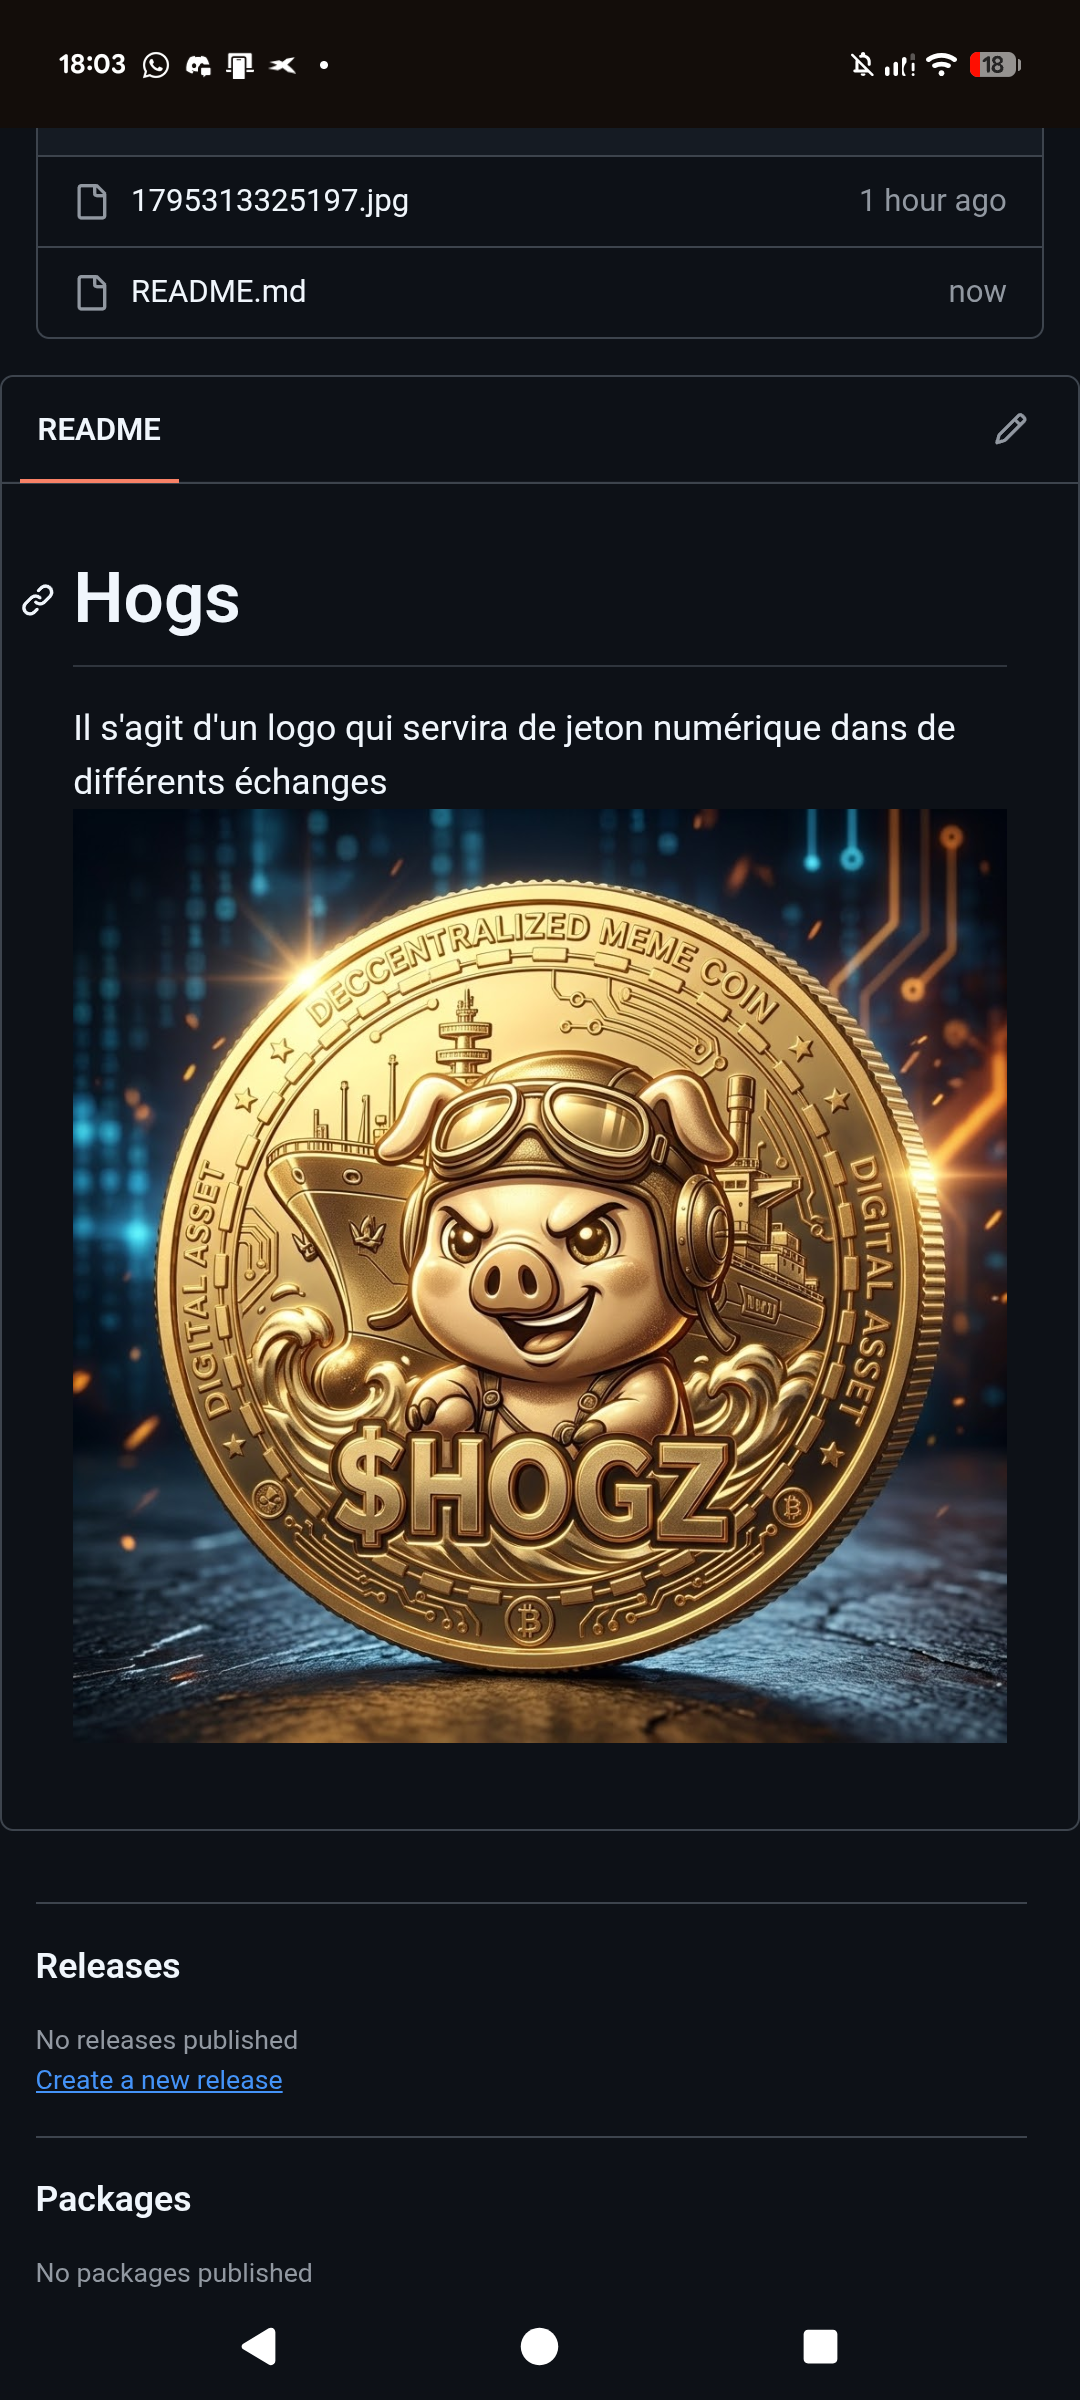 18:03
18
1795313325197.jpg
1 hour ago
README.md
now
README
Hogs
Il s'agit d'un logo qui servira de jeton numérique dans de
différents échanges
DECCENTRALIZED MEME COIN
DIGITAL ASSET
DIGITAL ASSET
$HOGZ
Releases
No releases published
Create a new release
Packages
No packages published